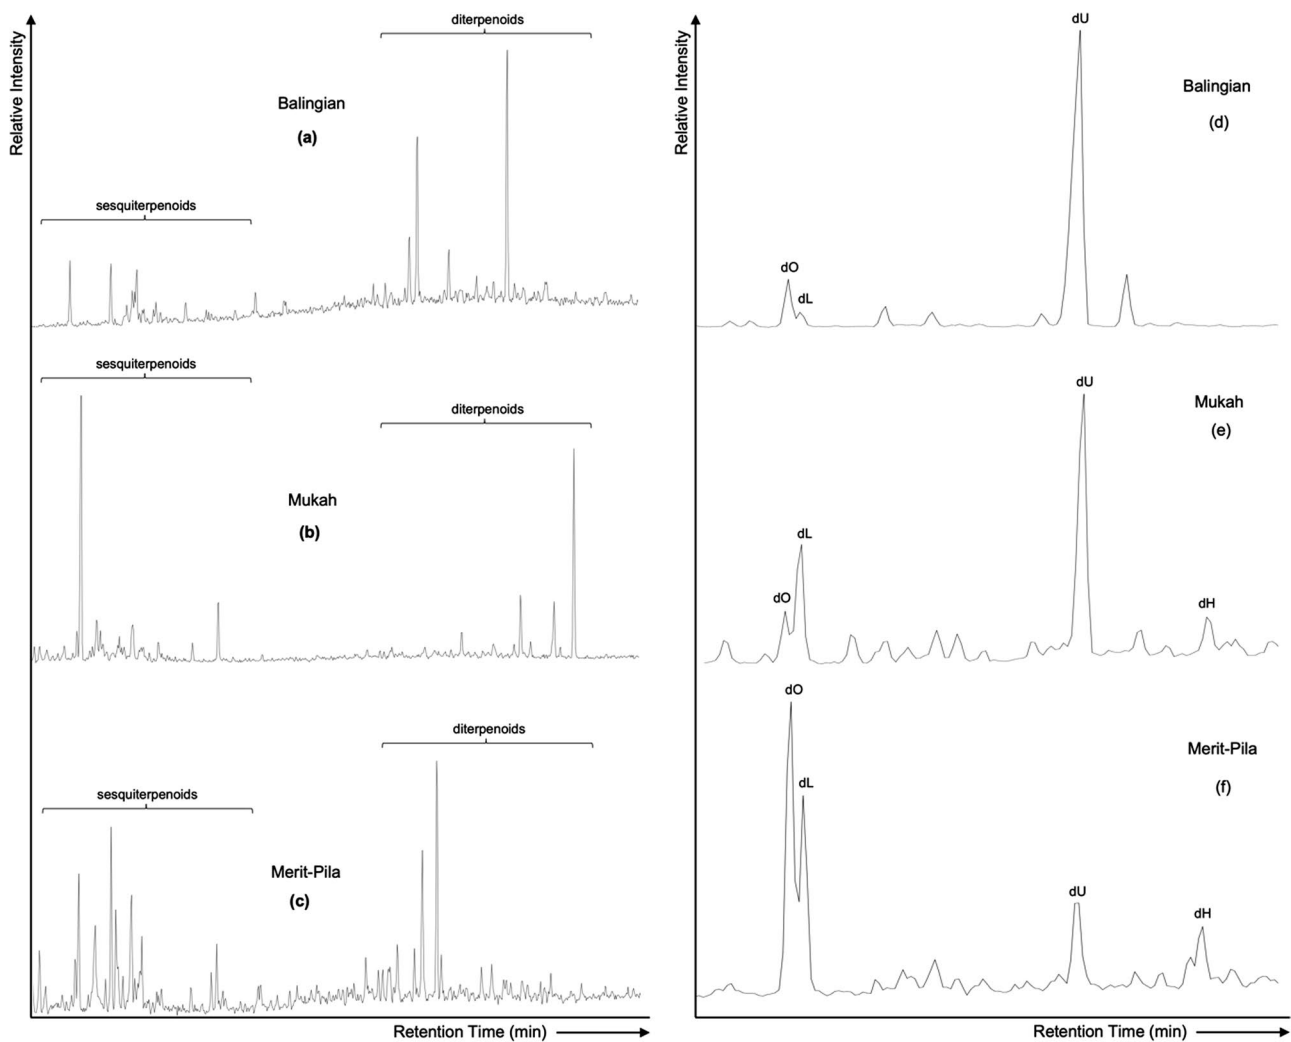 Relative Intensity
diterpenoids
Balingian
(a)
sesquiterpenoids
sesquiterpenoids
diterpenoids
Mukah
(b)
diterpenoids
sesquiterpenoids
Merit-Pila
(c)
Retention Time (min)
Relative Intensity
dU
Balingian
(d)
dO
dL
dU
Mukah
(e)
dL
dO
dH
dO
Merit-Pila
dL
(f)
dU
dH
Retention Time (min)